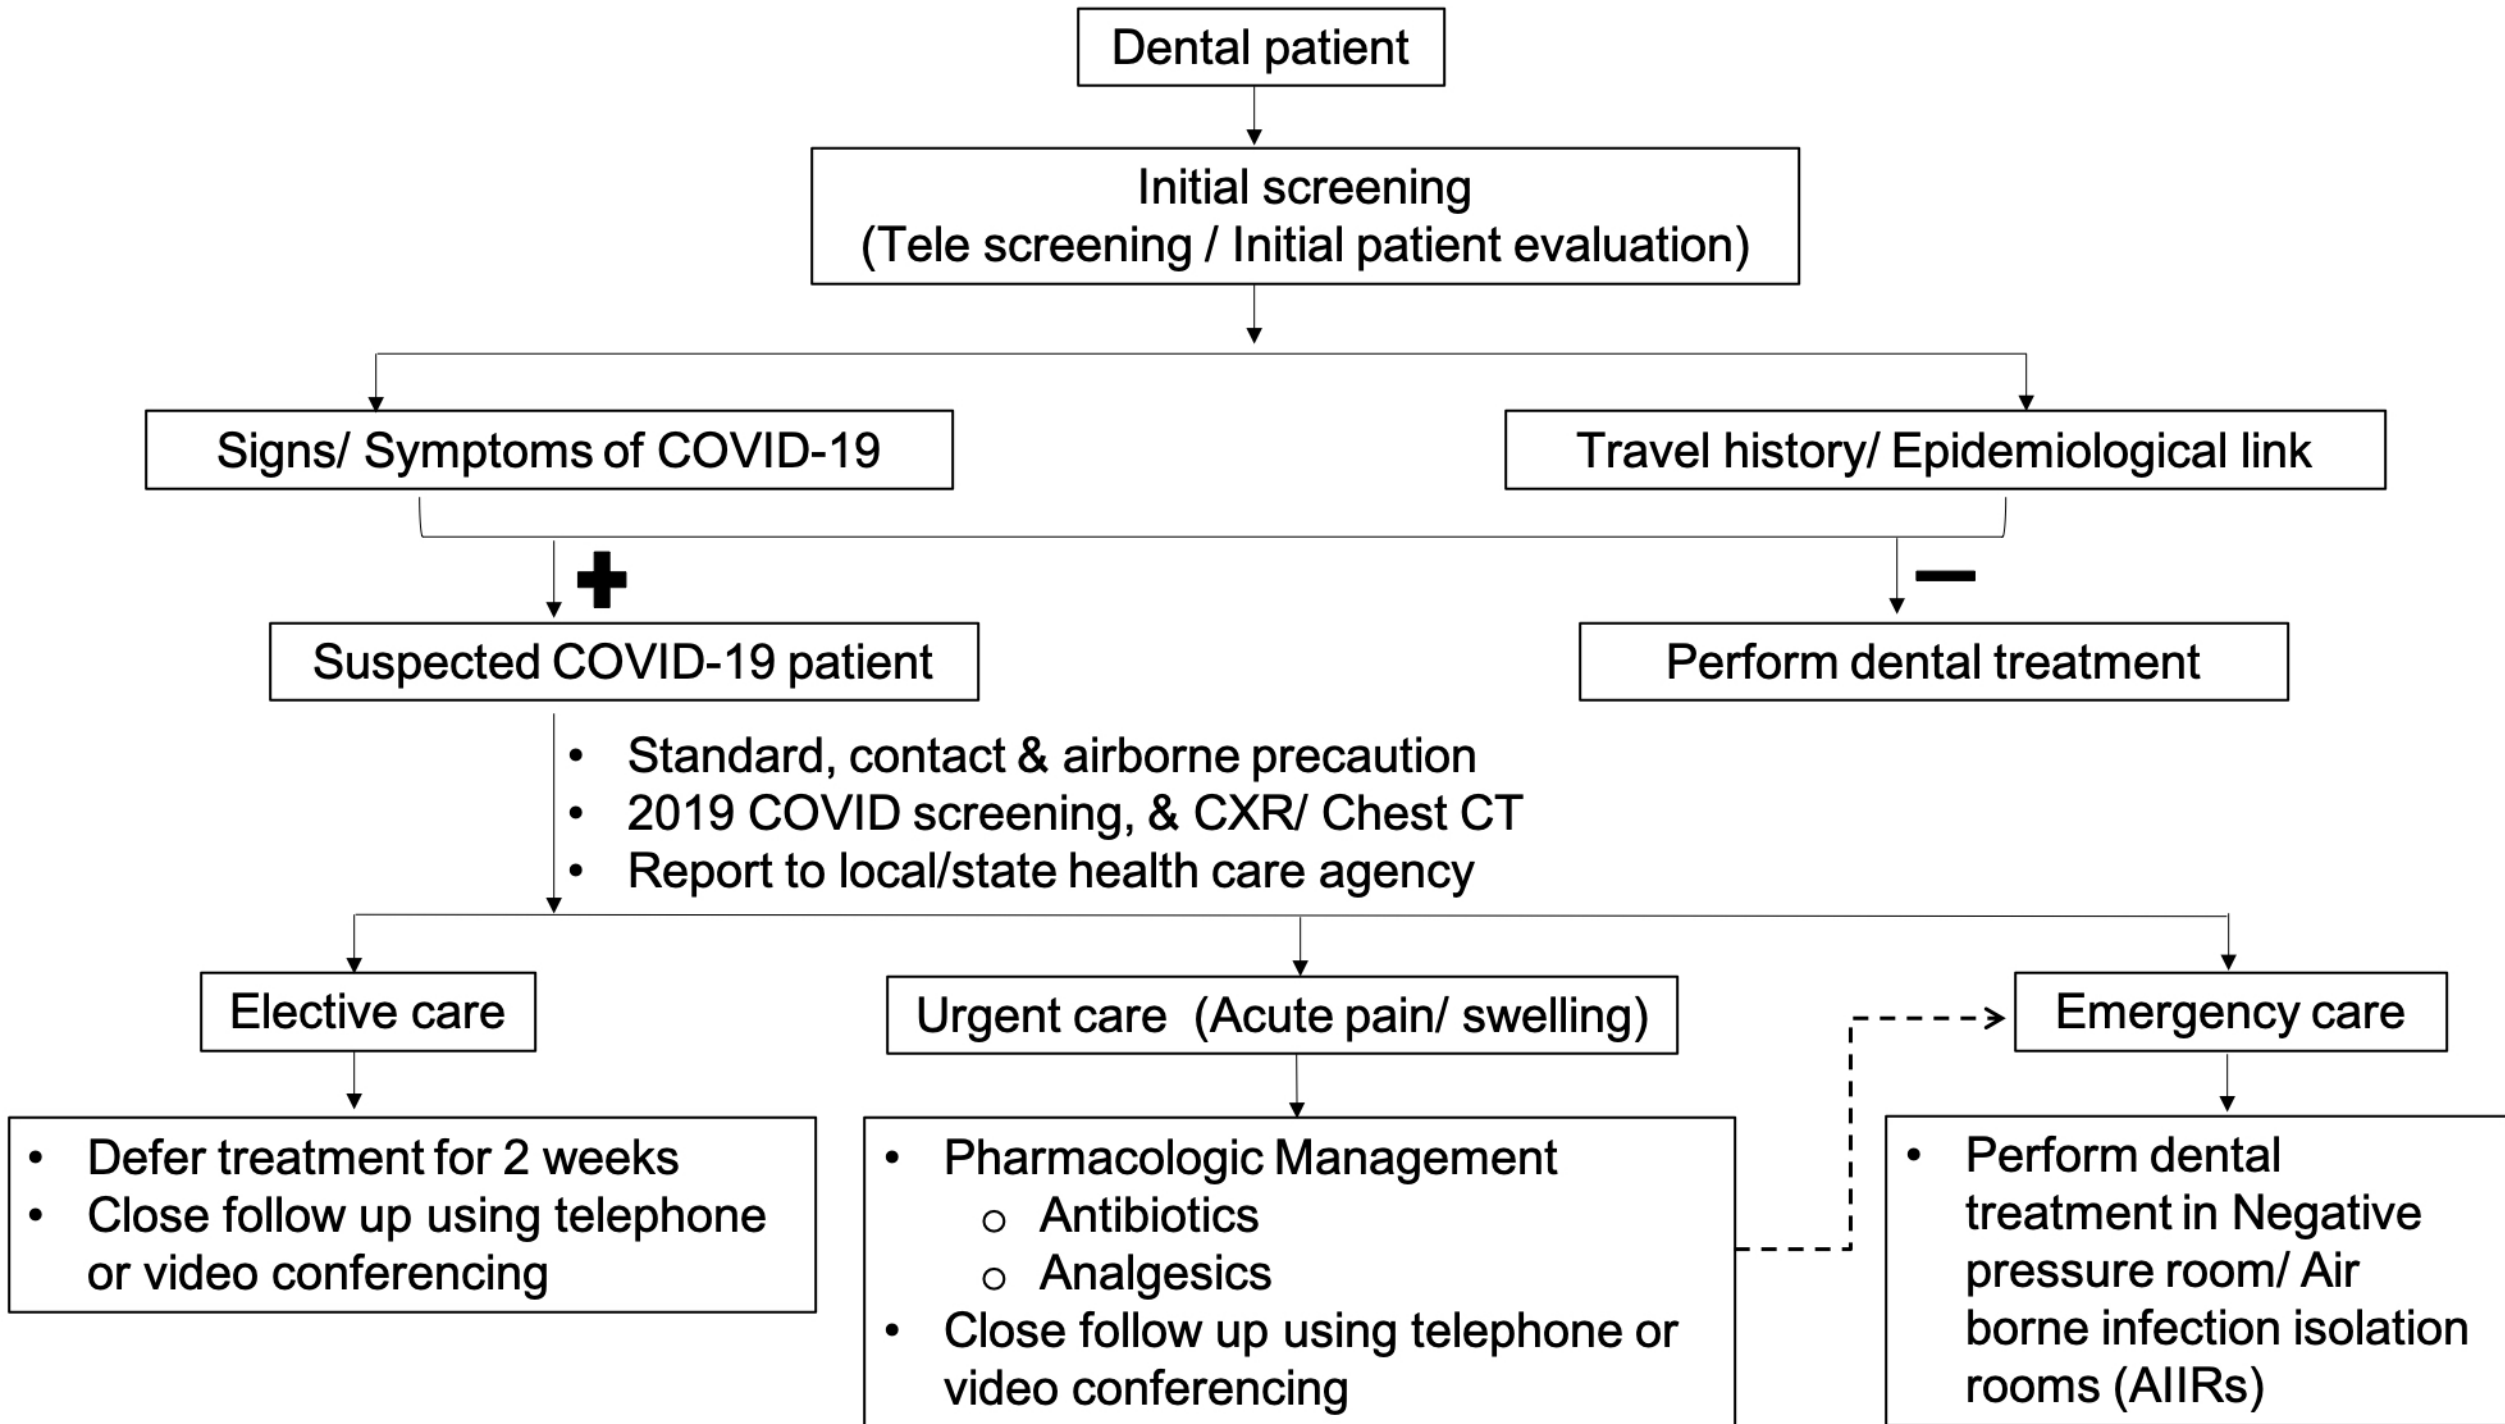 Dental patient
Initial screening
(Tele screening / Initial patient evaluation)
Signs/ Symptoms of COVID-19
Travel history/ Epidemiological link
Suspected COVID-19 patient
Perform dental treatment
• Standard, contact & airborne precaution
• 2019 COVID screening, & CXR/ Chest CT
• Report to local/state health care agency
Elective care
Urgent care (Acute pain/ swelling)
Emergency care
• Defer treatment for 2 weeks
• Close follow up using telephone
or video conferencing
• Pharmacologic Management
o Antibiotics
o Analgesics
• Close follow up using telephone or
video conferencing
• Perform dental
treatment in Negative
pressure room/ Air
borne infection isolation
rooms (AIIRs)